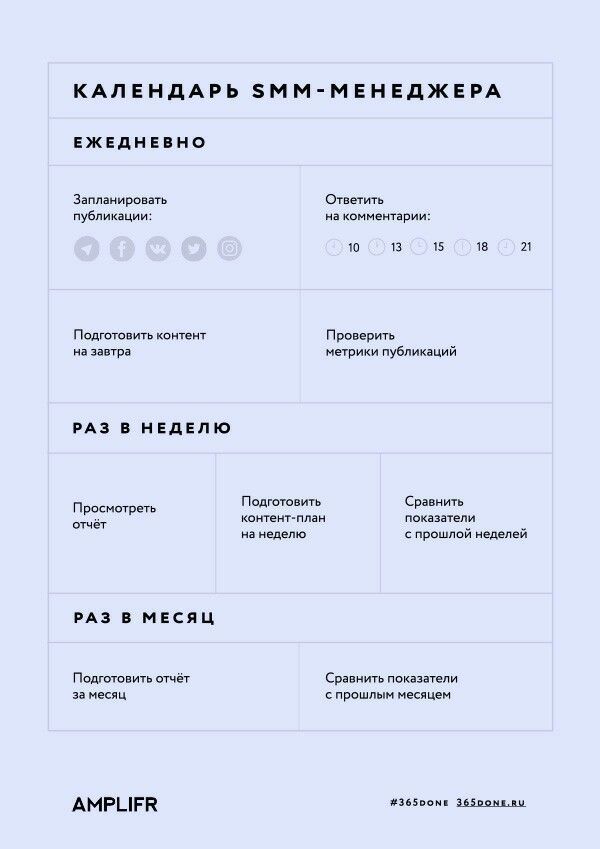 КАЛЕНДАРЬ SMM-МЕНЕДЖЕРА
ЕЖЕДНЕВНО
Запланировать
публикации:
Ответить
на комментарии:
10 13 15 18 21
Подготовить контент
на завтра
Проверить
метрики публикаций
РАЗ В НЕДЕЛЮ
Просмотреть
отчёт
Подготовить
контент-план
на неделю
Сравнить
показатели
с прошлой неделей
РАЗ В МЕСЯЦ
Подготовить отчёт
за месяц
Сравнить показатели
с прошлым месяцем
AMPLIFR
#365DONE 365DONE.RU